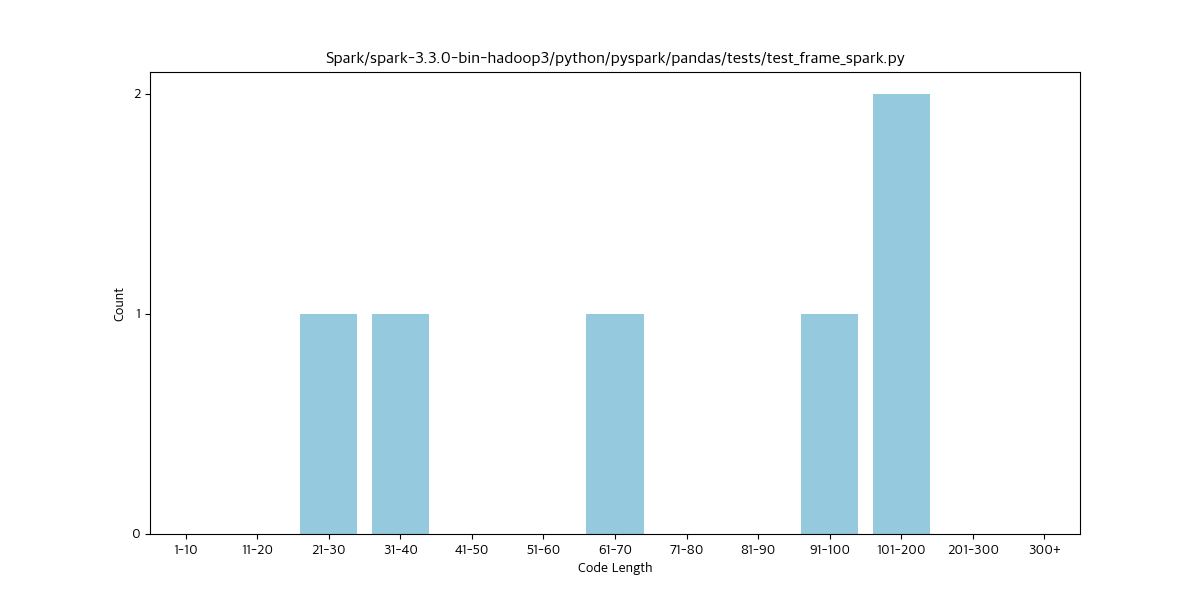 Spark/spark-3.3.0-bin-hadoop3/python/pyspark/pandas/tests/test_frame_spark.py
2
1
0
Count
1-10 11-20 21-30 31-40 41-50 51-60 61-70 71-80 81-90 91-100 101-200 201-300 300+
Code Length